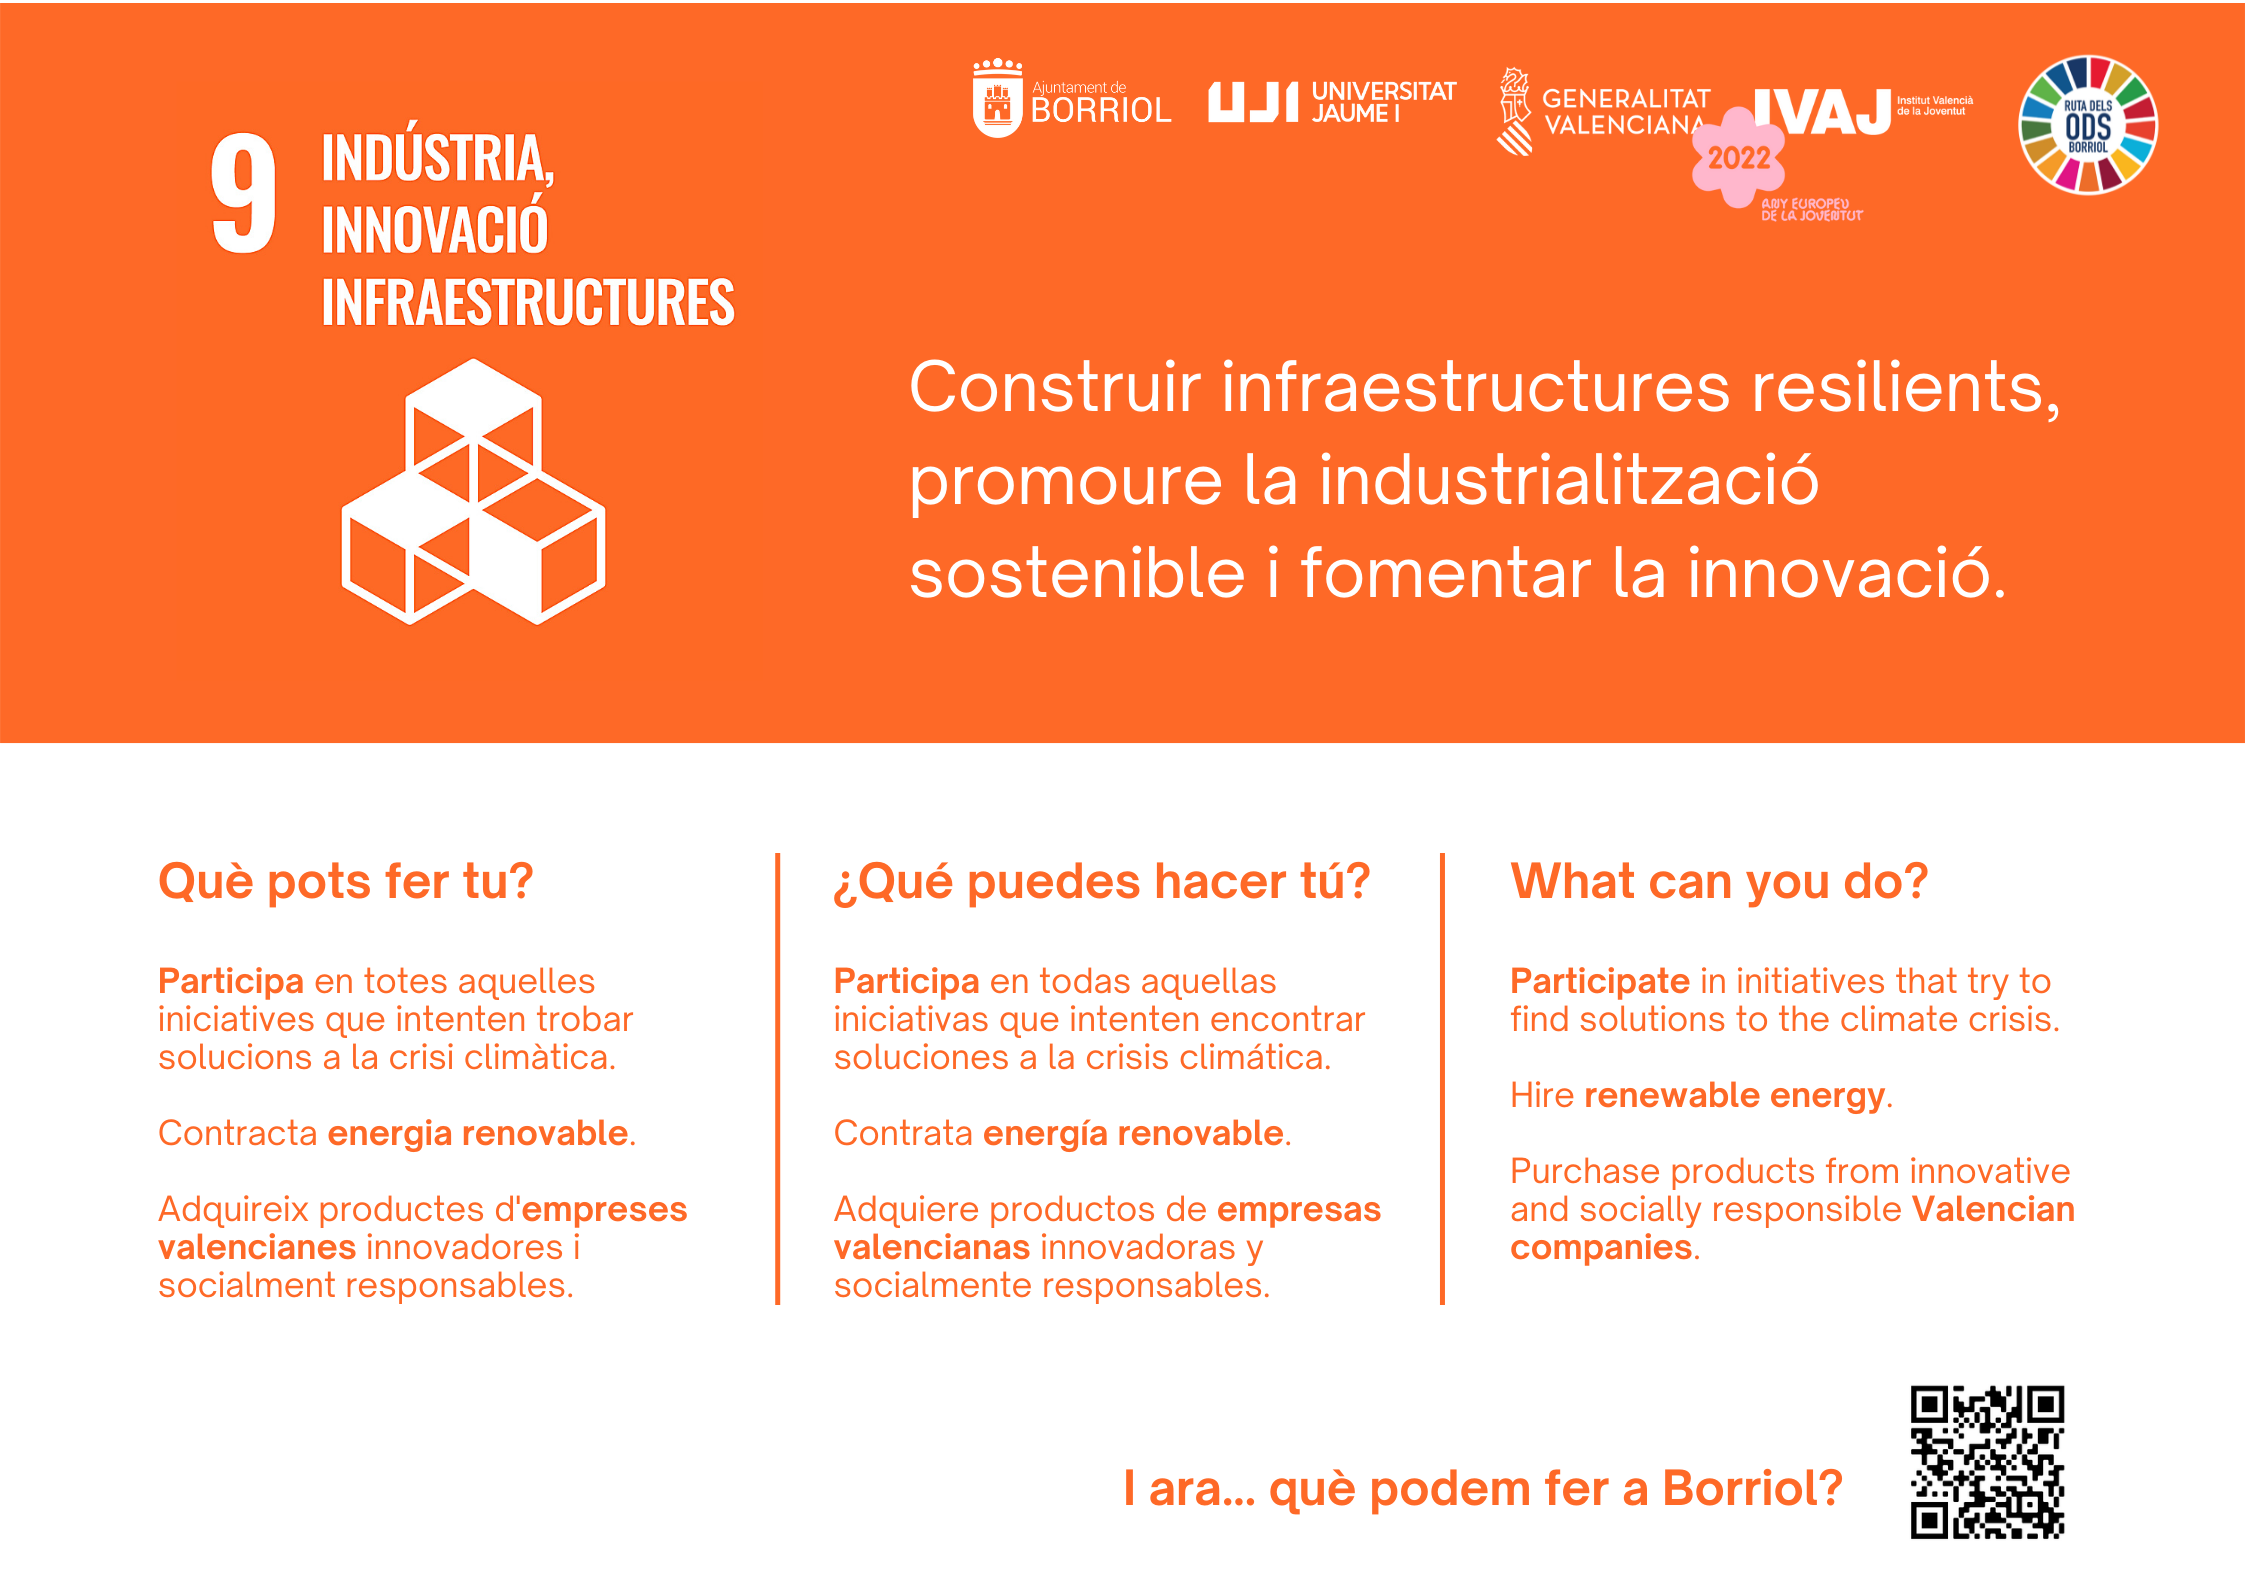 Ajuntament de
BORRIOL
UJI UNIVERSITAT
JAUME I
GENERALITAT
VALENCIANA
IVAJ Institut Valencià
de la Joventut
2022
ANY EUROPEU
DE LA JOVENTUT
RUTA DELS
ODS
BORRIOL
9 INDÚSTRIA,
INNOVACIÓ
INFRAESTRUCTURES
Construir infraestructures resilients,
promoure la industrialització
sostenible i fomentar la innovació.
Què pots fer tu?
Participa en totes aquelles
iniciatives que intenten trobar
solucions a la crisi climàtica.
Contracta energia renovable.
Adquireix productes d'empreses
valencianes innovadores i
socialment responsables.
¿Qué puedes hacer tú?
Participa en todas aquellas
iniciativas que intenten encontrar
soluciones a la crisis climática.
Contrata energía renovable.
Adquiere productos de empresas
valencianas innovadoras y
socialmente responsables.
What can you do?
Participate in initiatives that try to
find solutions to the climate crisis.
Hire renewable energy.
Purchase products from innovative
and socially responsible Valencian
companies.
I ara... què podem fer a Borriol?